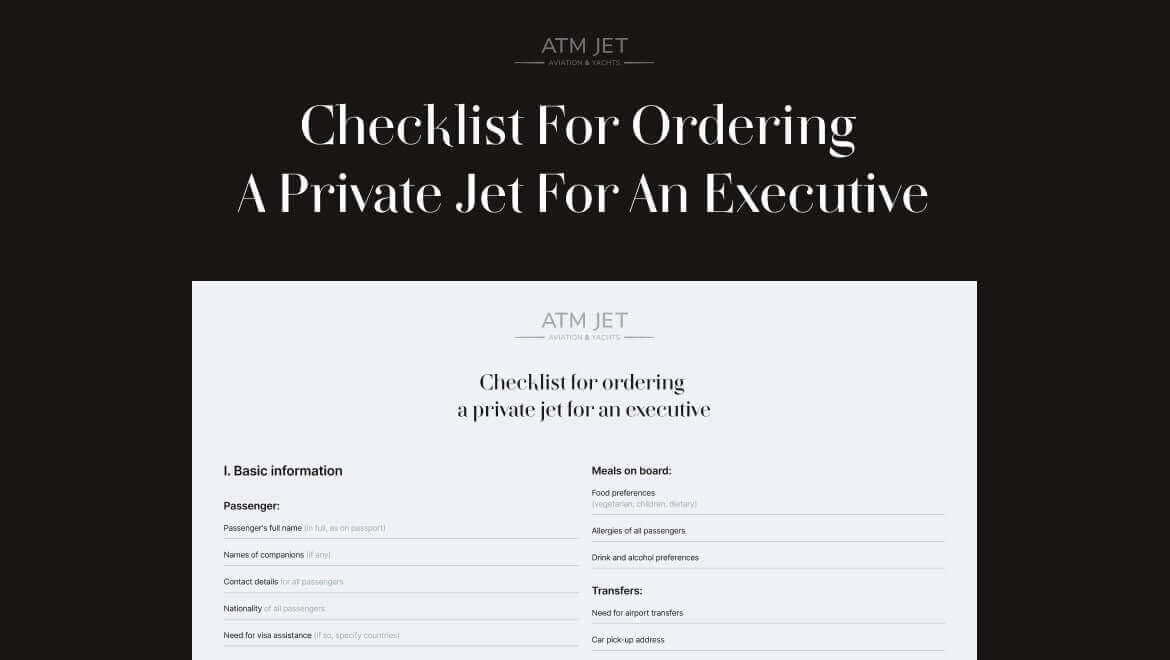 ATM JET
AVIATION & YACHTS
Checklist For Ordering
A Private Jet For An Executive
ATM JET
AVIATION & YACHTS
Checklist for ordering
a private jet for an executive
I. Basic information
Passenger:
Passenger's full name (in full, as on passport)
Names of companions (if any)
Contact details for all passengers
Nationality of all passengers
Need for visa assistance (if so, specify countries)
Meals on board:
Food preferences
(vegetarian, children, dietary)
Allergies of all passengers
Drink and alcohol preferences
Transfers:
Need for airport transfers
Car pick-up address